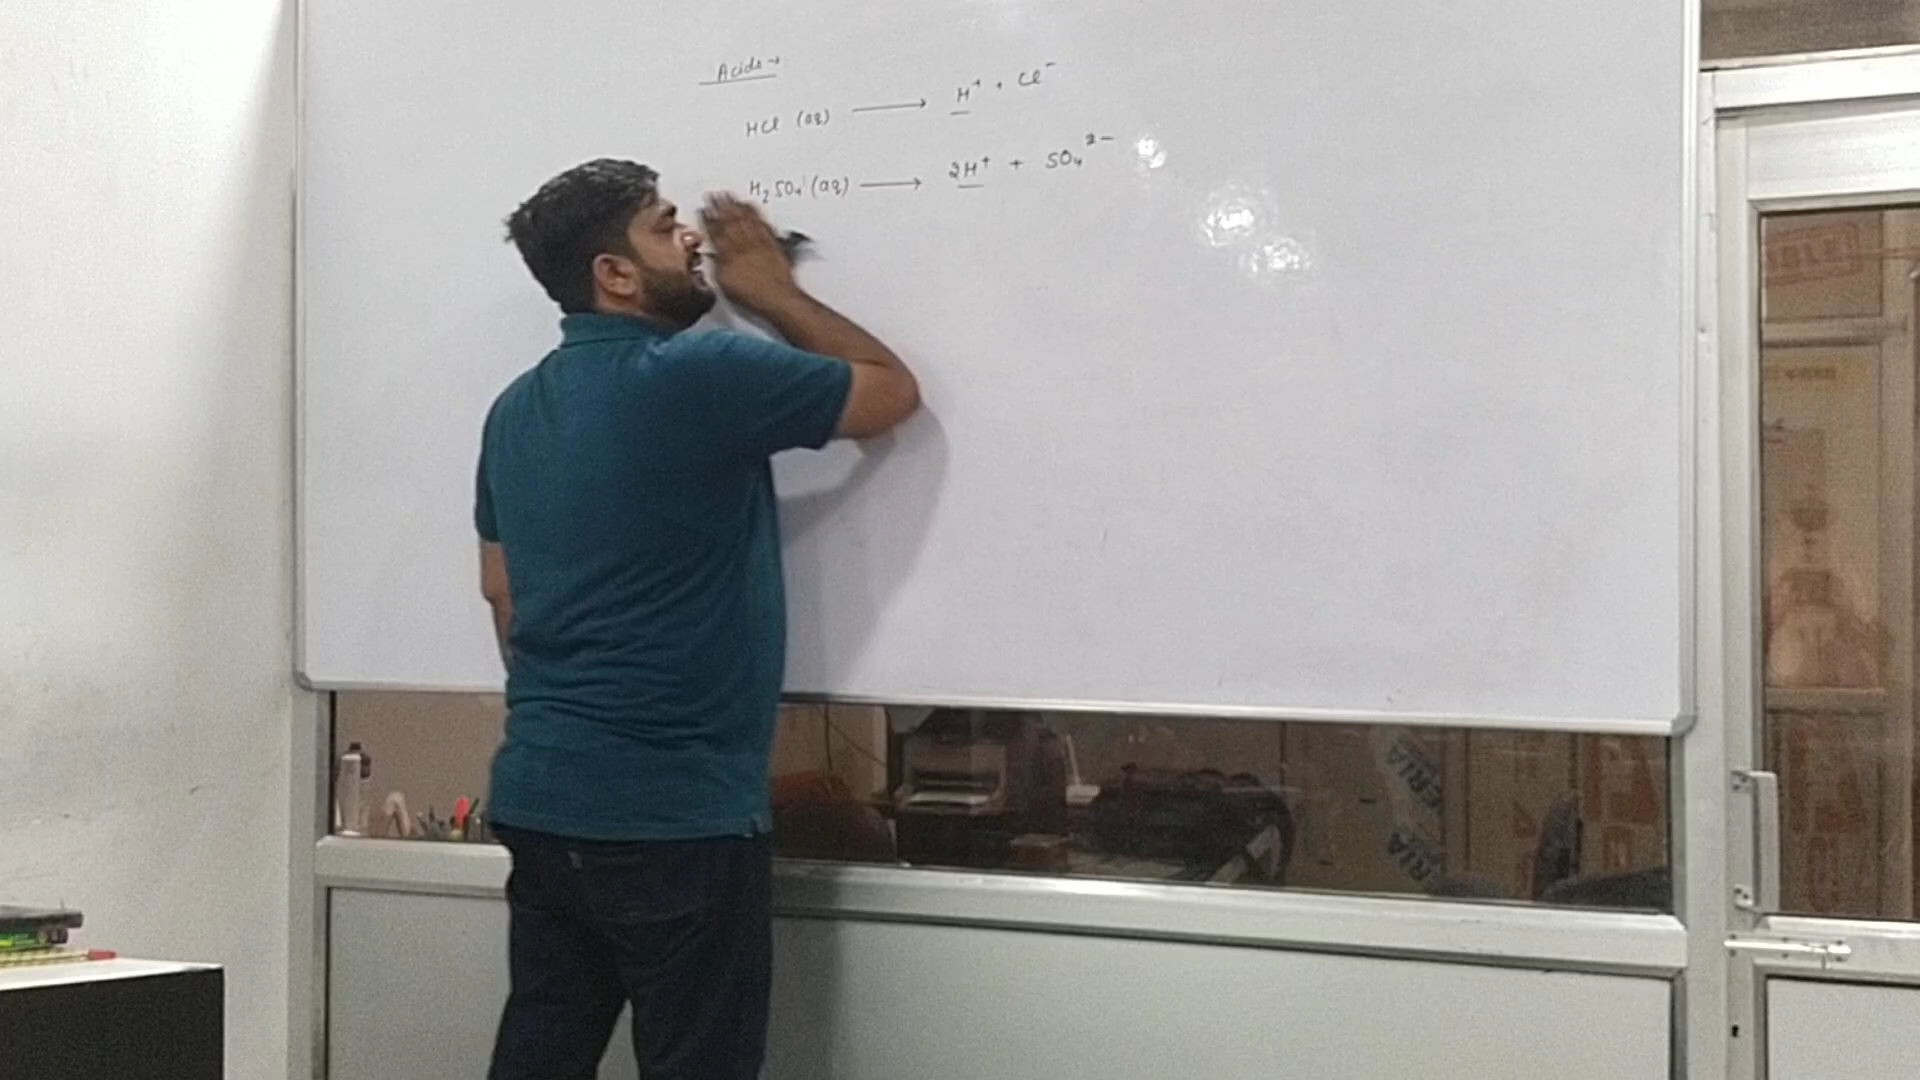 Acids →
HCl (aq) ⟶ H⁺ + Cl⁻
H₂SO₄ (aq) ⟶ 2H⁺ + SO₄²⁻